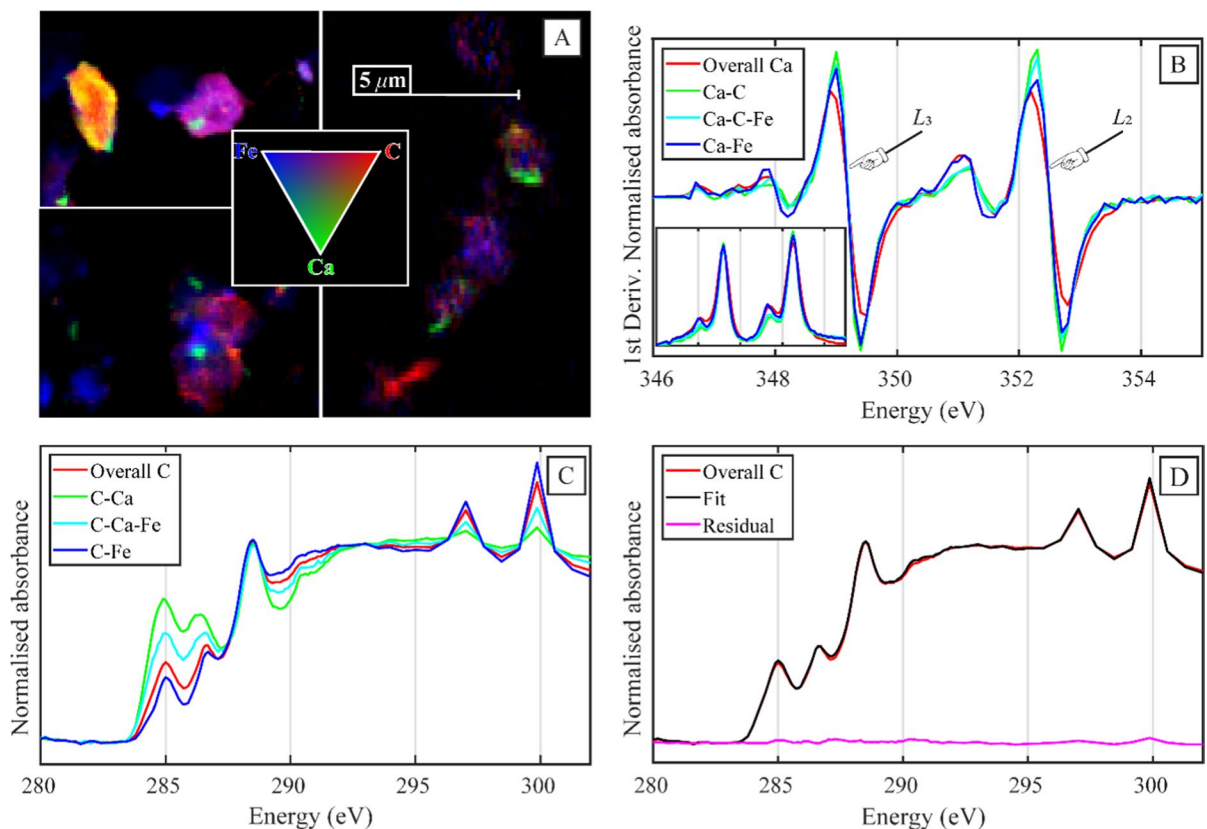 A
5 μm
Fe
C
Ca
B
Overall Ca
Ca-C
Ca-C-Fe
Ca-Fe
L3
L2
1st Deriv. Normalised absorbance
346 348 350 352 354
Energy (eV)
C
Overall C
C-Ca
C-Ca-Fe
C-Fe
Normalised absorbance
280 285 290 295 300
Energy (eV)
D
Overall C
Fit
Residual
Normalised absorbance
280 285 290 295 300
Energy (eV)